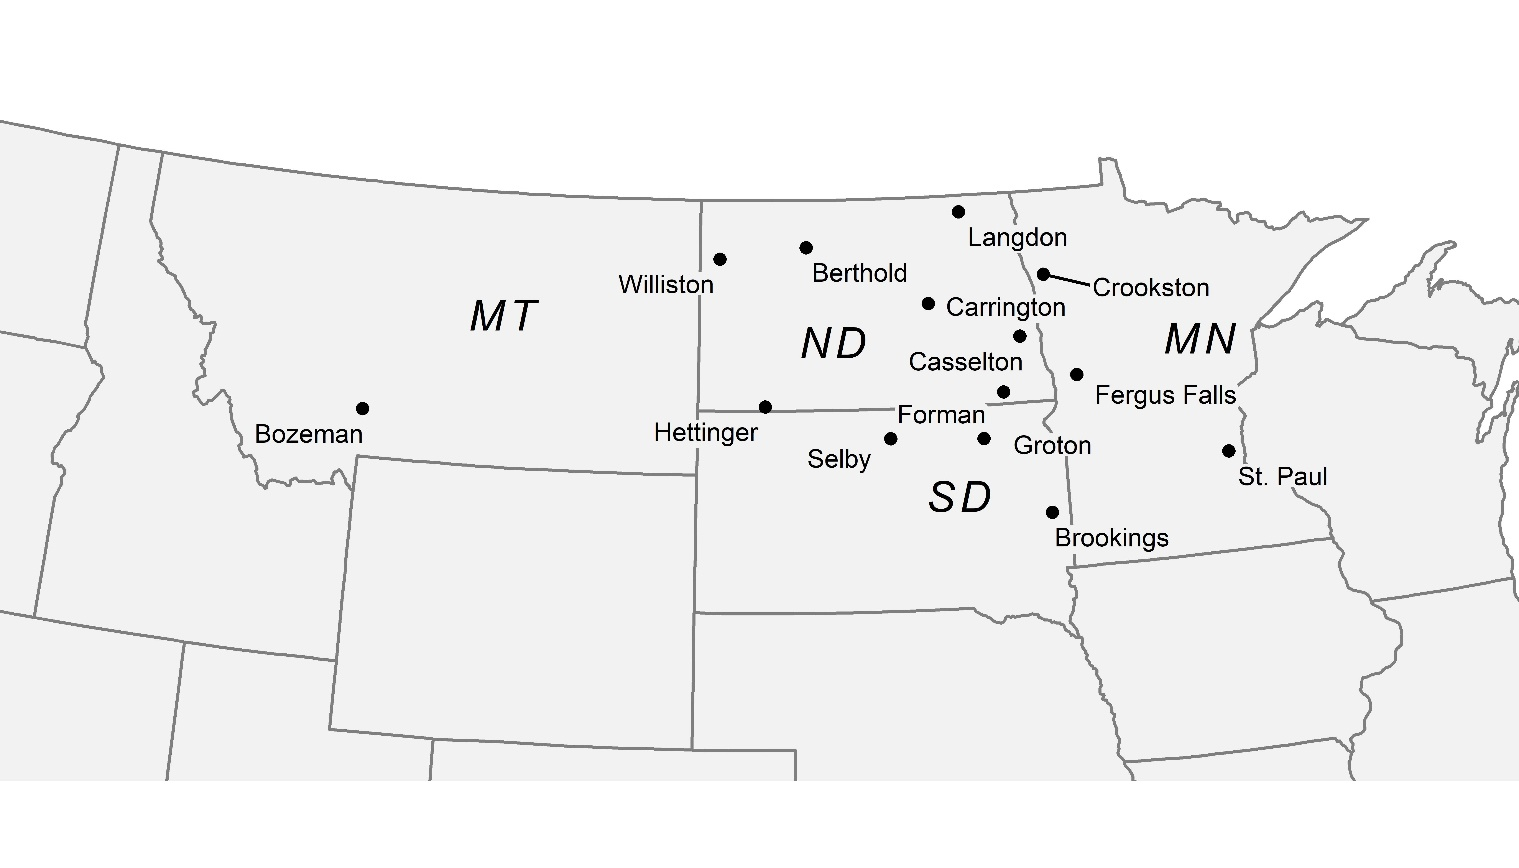 Langdon
Berthold
Williston
Crookston
Carrington
MT
ND
MN
Casselton
Fergus Falls
Forman
Hettinger
Bozeman
Groton
Selby
St. Paul
SD
Brookings